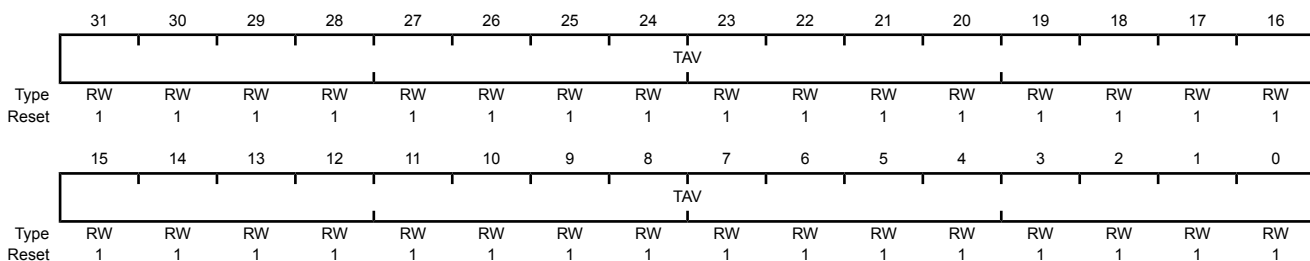 31 30 29 28 27 26 25 24 23 22 21 20 19 18 17 16
TAV
Type RW RW RW RW RW RW RW RW RW RW RW RW RW RW RW RW
Reset 1 1 1 1 1 1 1 1 1 1 1 1 1 1 1 1
15 14 13 12 11 10 9 8 7 6 5 4 3 2 1 0
TAV
Type RW RW RW RW RW RW RW RW RW RW RW RW RW RW RW RW
Reset 1 1 1 1 1 1 1 1 1 1 1 1 1 1 1 1